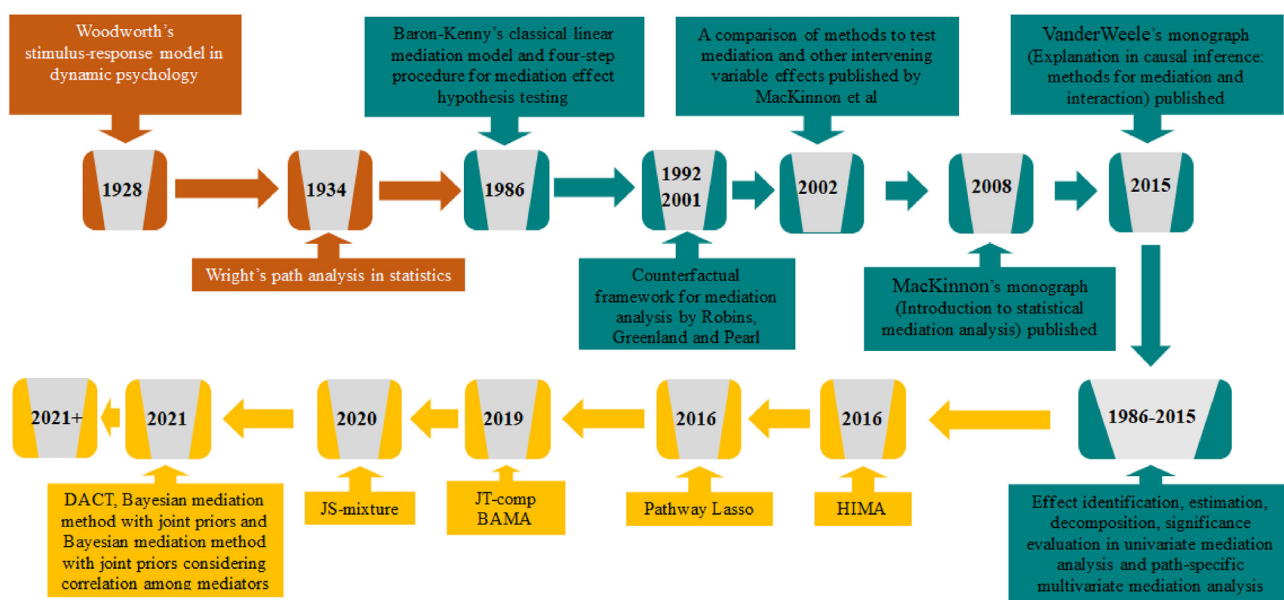 Woodworth's
stimulus-response model in
dynamic psychology
Baron-Kenny's classical linear
mediation model and four-step
procedure for mediation effect
hypothesis testing
A comparison of methods to test
mediation and other intervening
variable effects published by
MacKinnon et al
VanderWeele's monograph
(Explanation in causal inference:
methods for mediation and
interaction) published
1928
1934
1986
1992
2001
2002
2008
2015
Wright's path analysis in statistics
Counterfactual
framework for mediation
analysis by Robins,
Greenland and Pearl
MacKinnon's monograph
(Introduction to statistical
mediation analysis) published
2021+
2021
2020
2019
2016
2016
1986-2015
DACT, Bayesian mediation
method with joint priors and
Bayesian mediation method
with joint priors considering
correlation among mediators
JS-mixture
JT-comp
BAMA
Pathway Lasso
HIMA
Effect identification, estimation,
decomposition, significance
evaluation in univariate mediation
analysis and path-specific
multivariate mediation analysis